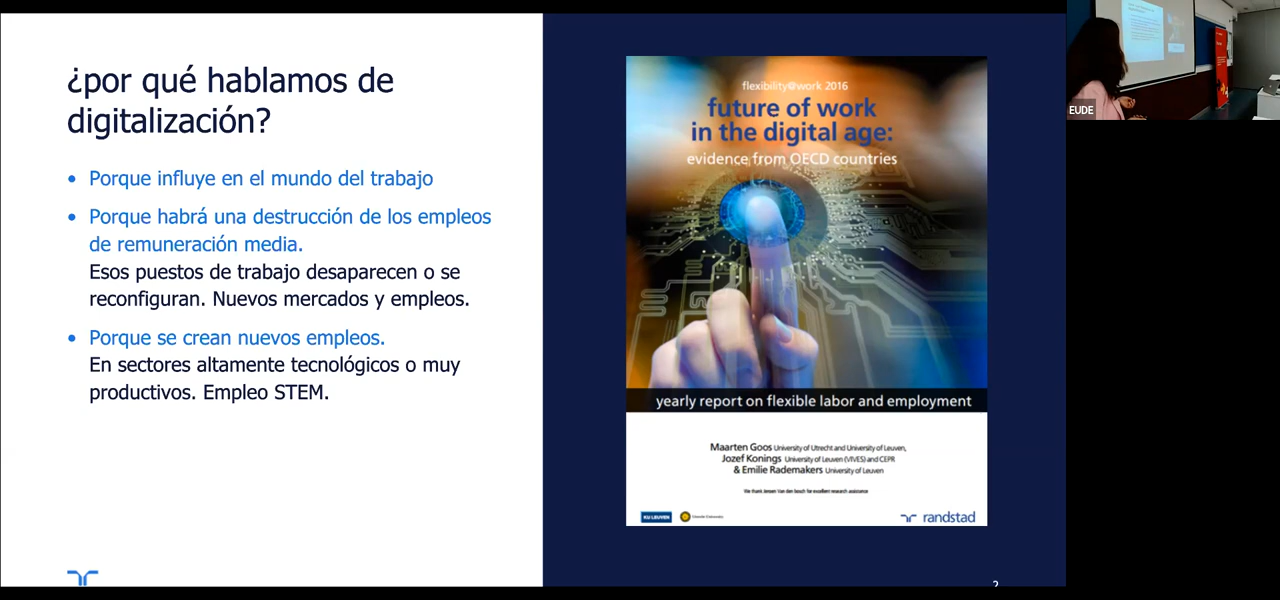 ¿por qué hablamos de
digitalización?
• Porque influye en el mundo del trabajo
• Porque habrá una destrucción de los empleos
de remuneración media.
Esos puestos de trabajo desaparecen o se
reconfiguran. Nuevos mercados y empleos.
• Porque se crean nuevos empleos.
En sectores altamente tecnológicos o muy
productivos. Empleo STEM.
flexibility@work 2016
future of work
in the digital age:
evidence from OECD countries
yearly report on flexible labor and employment
Maarten Goos University of Utrecht and University of Leuven,
Jozef Konings University of Leuven (VIVES) and CEPR
& Emilie Rademakers University of Leuven
We thank Jensen Van den bosch for excellent research assistance
KU LEUVEN
randstad
2
EUDE